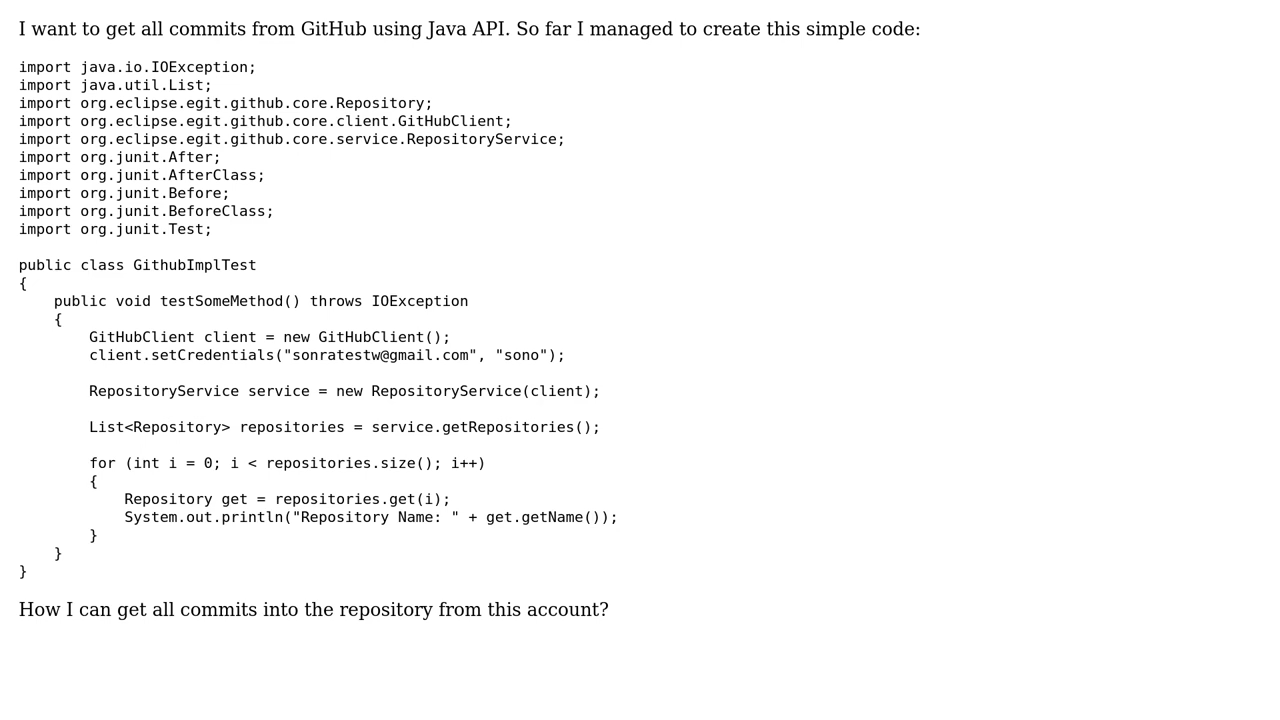 I want to get all commits from GitHub using Java API. So far I managed to create this simple code:
import java.io.IOException;
import java.util.List;
import org.eclipse.egit.github.core.Repository;
import org.eclipse.egit.github.core.client.GitHubClient;
import org.eclipse.egit.github.core.service.RepositoryService;
import org.junit.After;
import org.junit.AfterClass;
import org.junit.Before;
import org.junit.BeforeClass;
import org.junit.Test;

public class GithubImplTest
{
    public void testSomeMethod() throws IOException
    {
        GitHubClient client = new GitHubClient();
        client.setCredentials("sonratestw@gmail.com", "sono");

        RepositoryService service = new RepositoryService(client);

        List<Repository> repositories = service.getRepositories();

        for (int i = 0; i < repositories.size(); i++)
        {
            Repository get = repositories.get(i);
            System.out.println("Repository Name: " + get.getName());
        }
    }
}
How I can get all commits into the repository from this account?